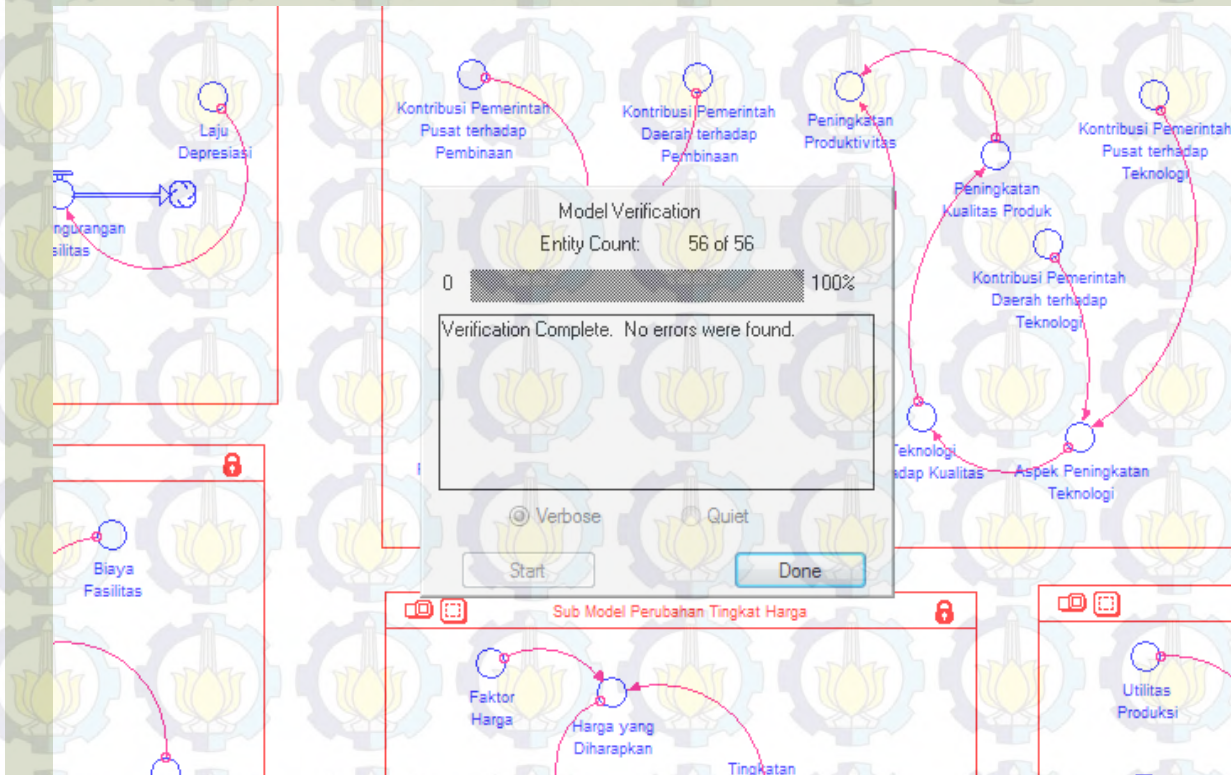 Laju
Depresiasi
ngurangan
silitas
Kontribusi Pemerintah
Pusat terhadap
Pembinaan
Kontribusi Pemerintah
Daerah terhadap
Pembinaan
Peningkatan
Produktivitas
Peningkatan
Kualitas Produk
Kontribusi Pemerintah
Pusat terhadap
Teknologi
Kontribusi Pemerintah
Daerah terhadap
Teknologi
Model Verification
Entity Count: 56 of 56
0 100%
Verification Complete. No errors were found.
Verbose Quiet
Start Done
Teknologi
adap Kualitas
Aspek Peningkatan
Teknologi
Biaya
Fasilitas
Sub Model Perubahan Tingkat Harga
Faktor
Harga
Harga yang
Diharapkan
Tingkatan
Utilitas
Produksi